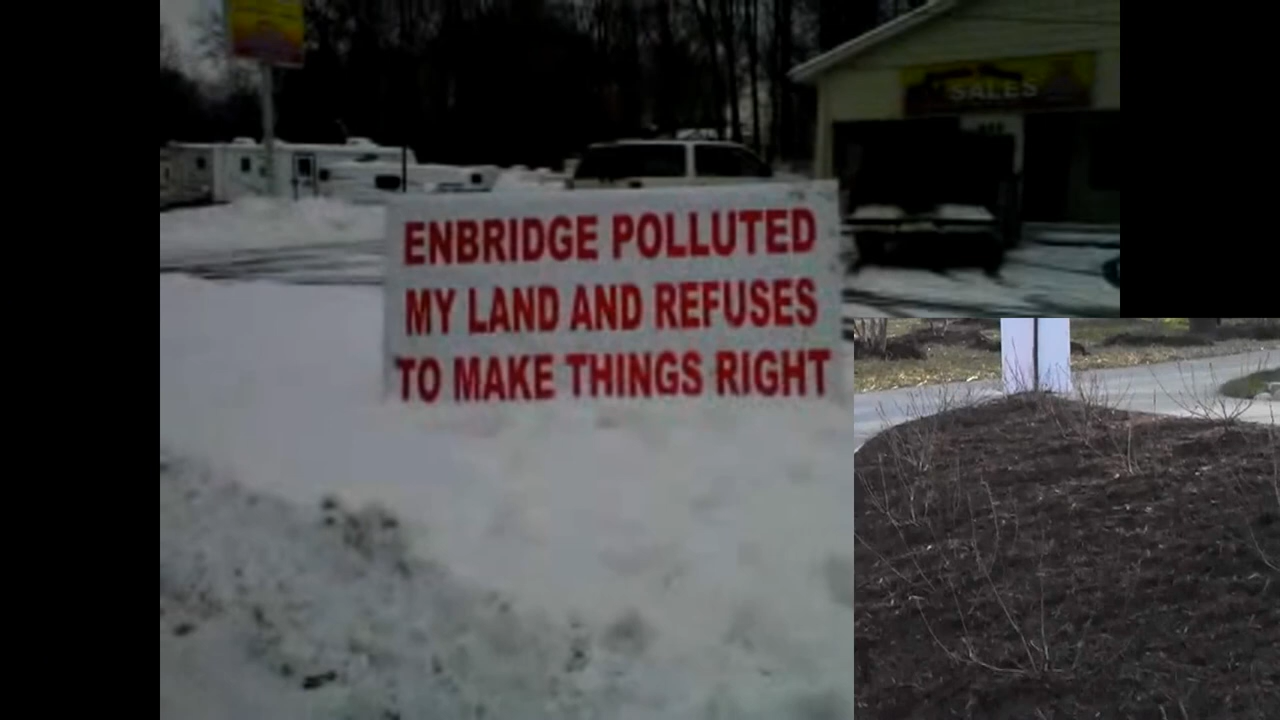 SALES
ENBRIDGE POLLUTED
MY LAND AND REFUSES
TO MAKE THINGS RIGHT